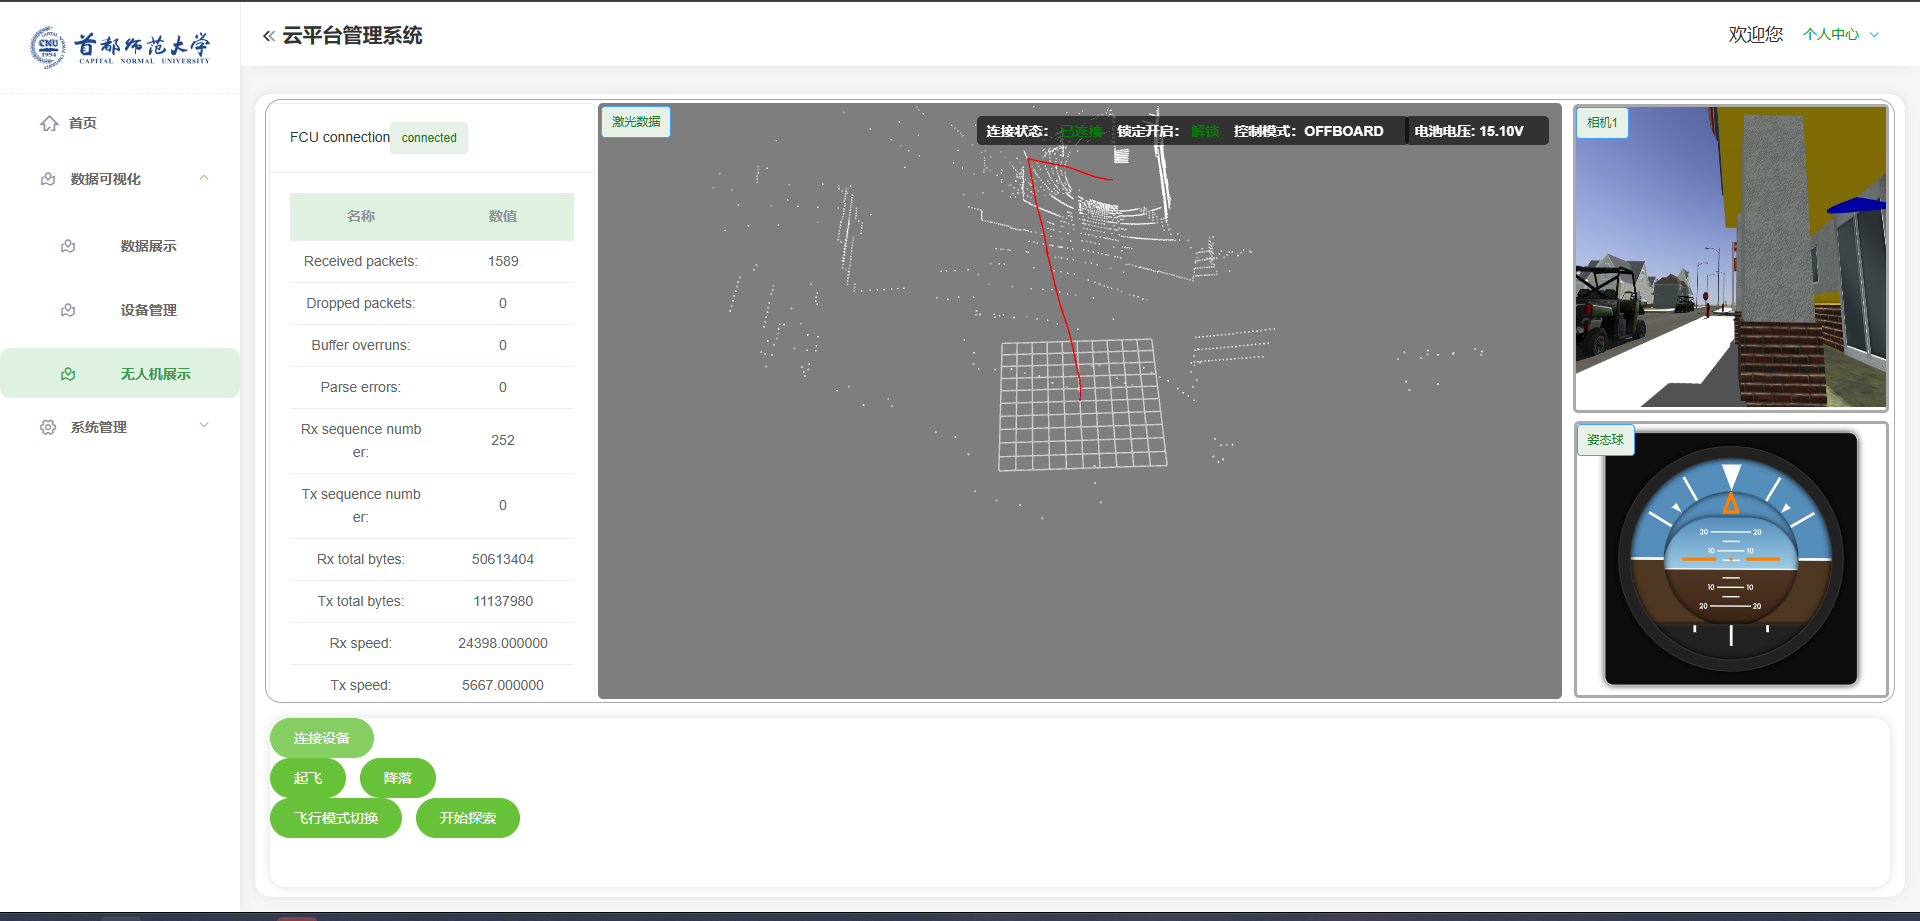 首都师范大学
CAPITAL NORMAL UNIVERSITY
CNU
1954
云平台管理系统
欢迎您
个人中心
首页
数据可视化
数据展示
设备管理
无人机展示
系统管理
FCU connection connected
名称 数值
Received packets: 1589
Dropped packets: 0
Buffer overruns: 0
Parse errors: 0
Rx sequence numb
er: 252
Tx sequence numb
er: 0
Rx total bytes: 50613404
Tx total bytes: 11137980
Rx speed: 24398.000000
Tx speed: 5667.000000
激光数据
连接状态: 已连接 锁定开启: 解锁 控制模式: OFFBOARD 电池电压: 15.10V
相机1
姿态球
20 20
10 10
10 10
20 20
连接设备
起飞 降落
飞行模式切换 开始探索